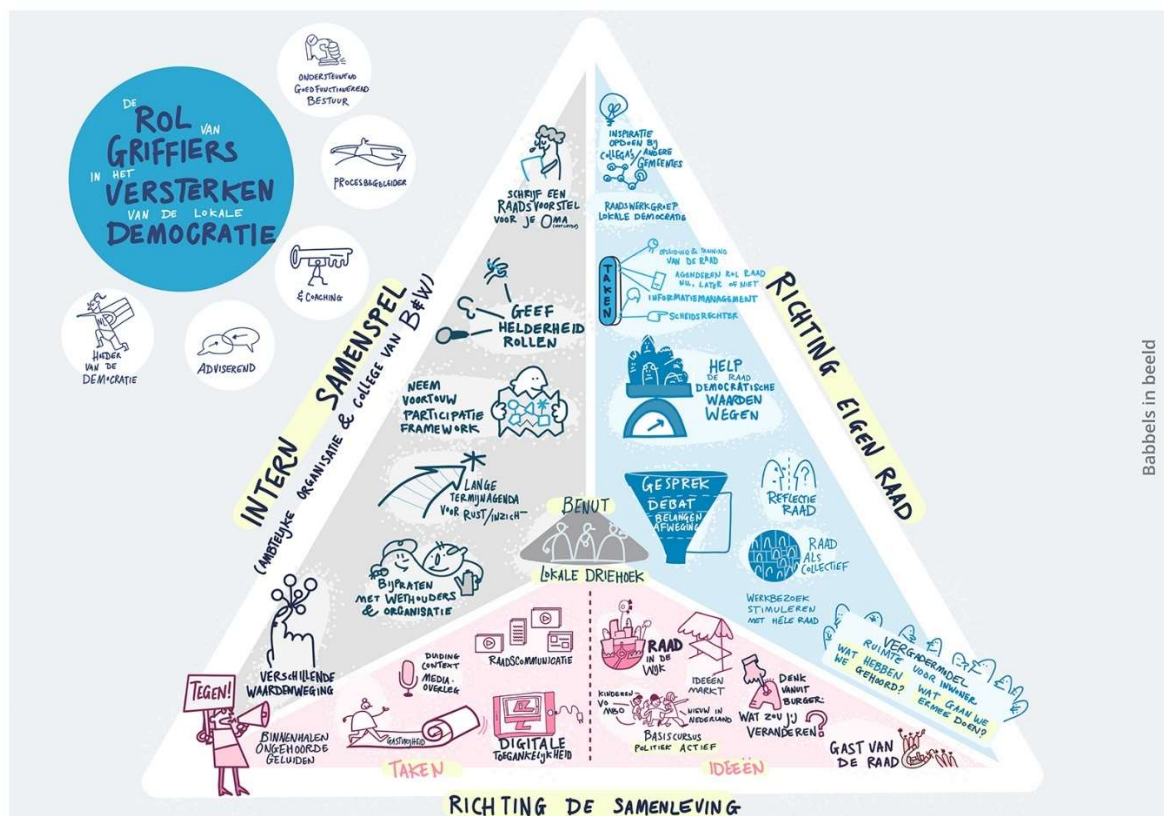 DE
ROL VAN
GRIFFIERS
IN HET
VERSTERKEN
VAN DE LOKALE
DEMOCRATIE
ONDERSTEUNEND
GOED FUNCTIONEREND
BESTUUR
PROCESBEGELEIDER
& COACHING
ADVISEREND
HOEDER
VAN DE
DEMOCRATIE
INTERN SAMENSPEL
(AMBTELIJKE ORGANISATIE & COLLEGE VAN B&W)
SCHRIJF EEN
RAADSVOORSTEL
VOOR JE OMA
GEEF
HELDERHEID
ROLLEN
NEEM
VOORTOUW
PARTICIPATIE
FRAMEWORK
LANGE
TERMIJNAGENDA
VOOR RUST/INZICHT
BIJPRATEN
MET WETHOUDERS
& ORGANISATIE
VERSCHILLENDE
WAARDENWEGING
BENUT
LOKALE DRIEHOEK
RICHTING EIGEN RAAD
INSPIRATIE
OPDOEN BIJ
COLLEGA'S/ANDERE
GEMEENTES
RAADSWERKGROEP
LOKALE DEMOCRATIE
TAKEN
OPLEIDING & TRAINING
VAN DE RAAD
AGENDEREN ROL RAAD
NU, LATER OF NIET
INFORMATIEMANAGEMENT
SCHEIDSRECHTER
HELP
DE RAAD
DEMOCRATISCHE
WAARDEN
WEGEN
GESPREK
DEBAT
BELANGEN
AFWEGING
REFLECTIE
RAAD
RAAD
ALS
COLLECTIEF
WERKBEZOEK
STIMULEREN
MET HELE RAAD
VERGADERMODEL
RUIMTE VOOR INWONER
WAT HEBBEN WE GEHOORD?
WAT GAAN WE ERMEE DOEN?
TEGEN!
BINNENHALEN
ONGEHOORDE
GELUIDEN
GASTVRIJHEID
DUIDING
CONTEXT
MEDIA-
OVERLEG
RAADSCOMMUNICATIE
DIGITALE
TOEGANKELIJKHEID
TAKEN
RAAD
IN DE
WIJK
IDEEËN
MARKT
KINDEREN
VO
MBO
NIEUW IN
NEDERLAND
BASISCURSUS
POLITIEK ACTIEF
DENK
VANUIT
BURGER:
WAT ZOU JIJ
VERANDEREN?
GAST VAN
DE RAAD
IDEEËN
RICHTING DE SAMENLEVING
Babbels in beeld